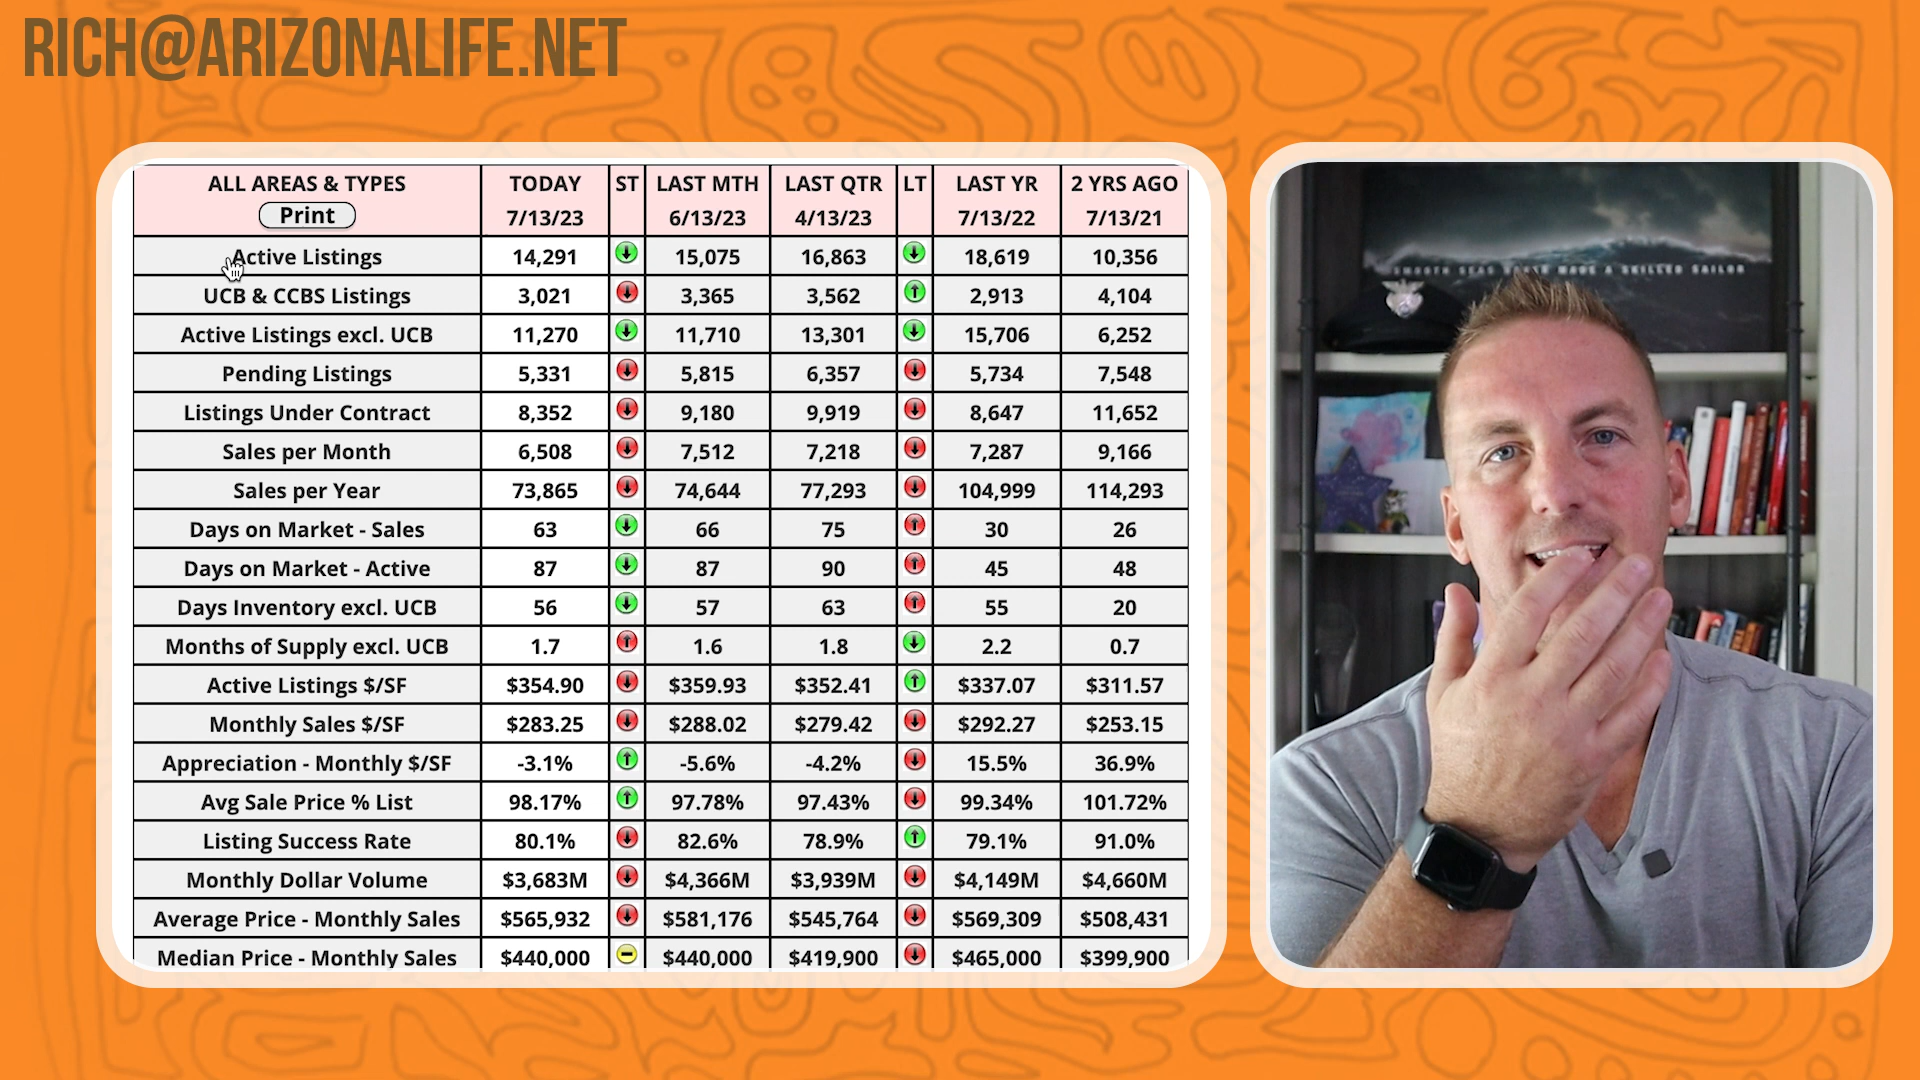 RICH@ARIZONALIFE.NET
ALL AREAS & TYPES TODAY ST LAST MTH LAST QTR LT LAST YR 2 YRS AGO
Print 7/13/23 6/13/23 4/13/23 7/13/22 7/13/21
Active Listings 14,291 15,075 16,863 18,619 10,356
UCB & CCBS Listings 3,021 3,365 3,562 2,913 4,104
Active Listings excl. UCB 11,270 11,710 13,301 15,706 6,252
Pending Listings 5,331 5,815 6,357 5,734 7,548
Listings Under Contract 8,352 9,180 9,919 8,647 11,652
Sales per Month 6,508 7,512 7,218 7,287 9,166
Sales per Year 73,865 74,644 77,293 104,999 114,293
Days on Market - Sales 63 66 75 30 26
Days on Market - Active 87 87 90 45 48
Days Inventory excl. UCB 56 57 63 55 20
Months of Supply excl. UCB 1.7 1.6 1.8 2.2 0.7
Active Listings $/SF $354.90 $359.93 $352.41 $337.07 $311.57
Monthly Sales $/SF $283.25 $288.02 $279.42 $292.27 $253.15
Appreciation - Monthly $/SF -3.1% -5.6% -4.2% 15.5% 36.9%
Avg Sale Price % List 98.17% 97.78% 97.43% 99.34% 101.72%
Listing Success Rate 80.1% 82.6% 78.9% 79.1% 91.0%
Monthly Dollar Volume $3,683M $4,366M $3,939M $4,149M $4,660M
Average Price - Monthly Sales $565,932 $581,176 $545,764 $569,309 $508,431
Median Price - Monthly Sales $440,000 $440,000 $419,900 $465,000 $399,900
SMOOTH SEAS NEVER MADE A SKILLED SAILOR